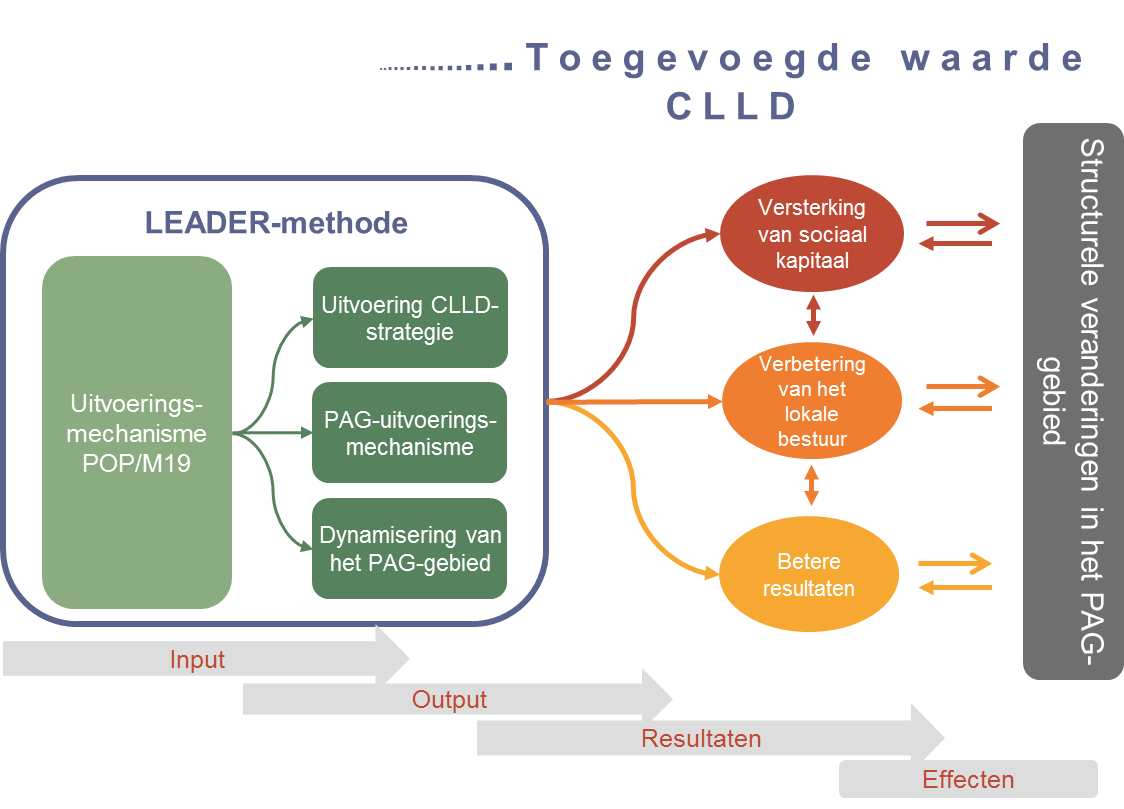 Toegevoegde waarde
CLLD
LEADER-methode
Uitvoerings-
mechanisme
POP/M19
Uitvoering CLLD-
strategie
PAG-uitvoerings-
mechanisme
Dynamisering van
het PAG-gebied
Versterking
van sociaal
kapitaal
Verbetering
van het
lokale
bestuur
Betere
resultaten
Structurele veranderingen in het PAG-
gebied
Input
Output
Resultaten
Effecten